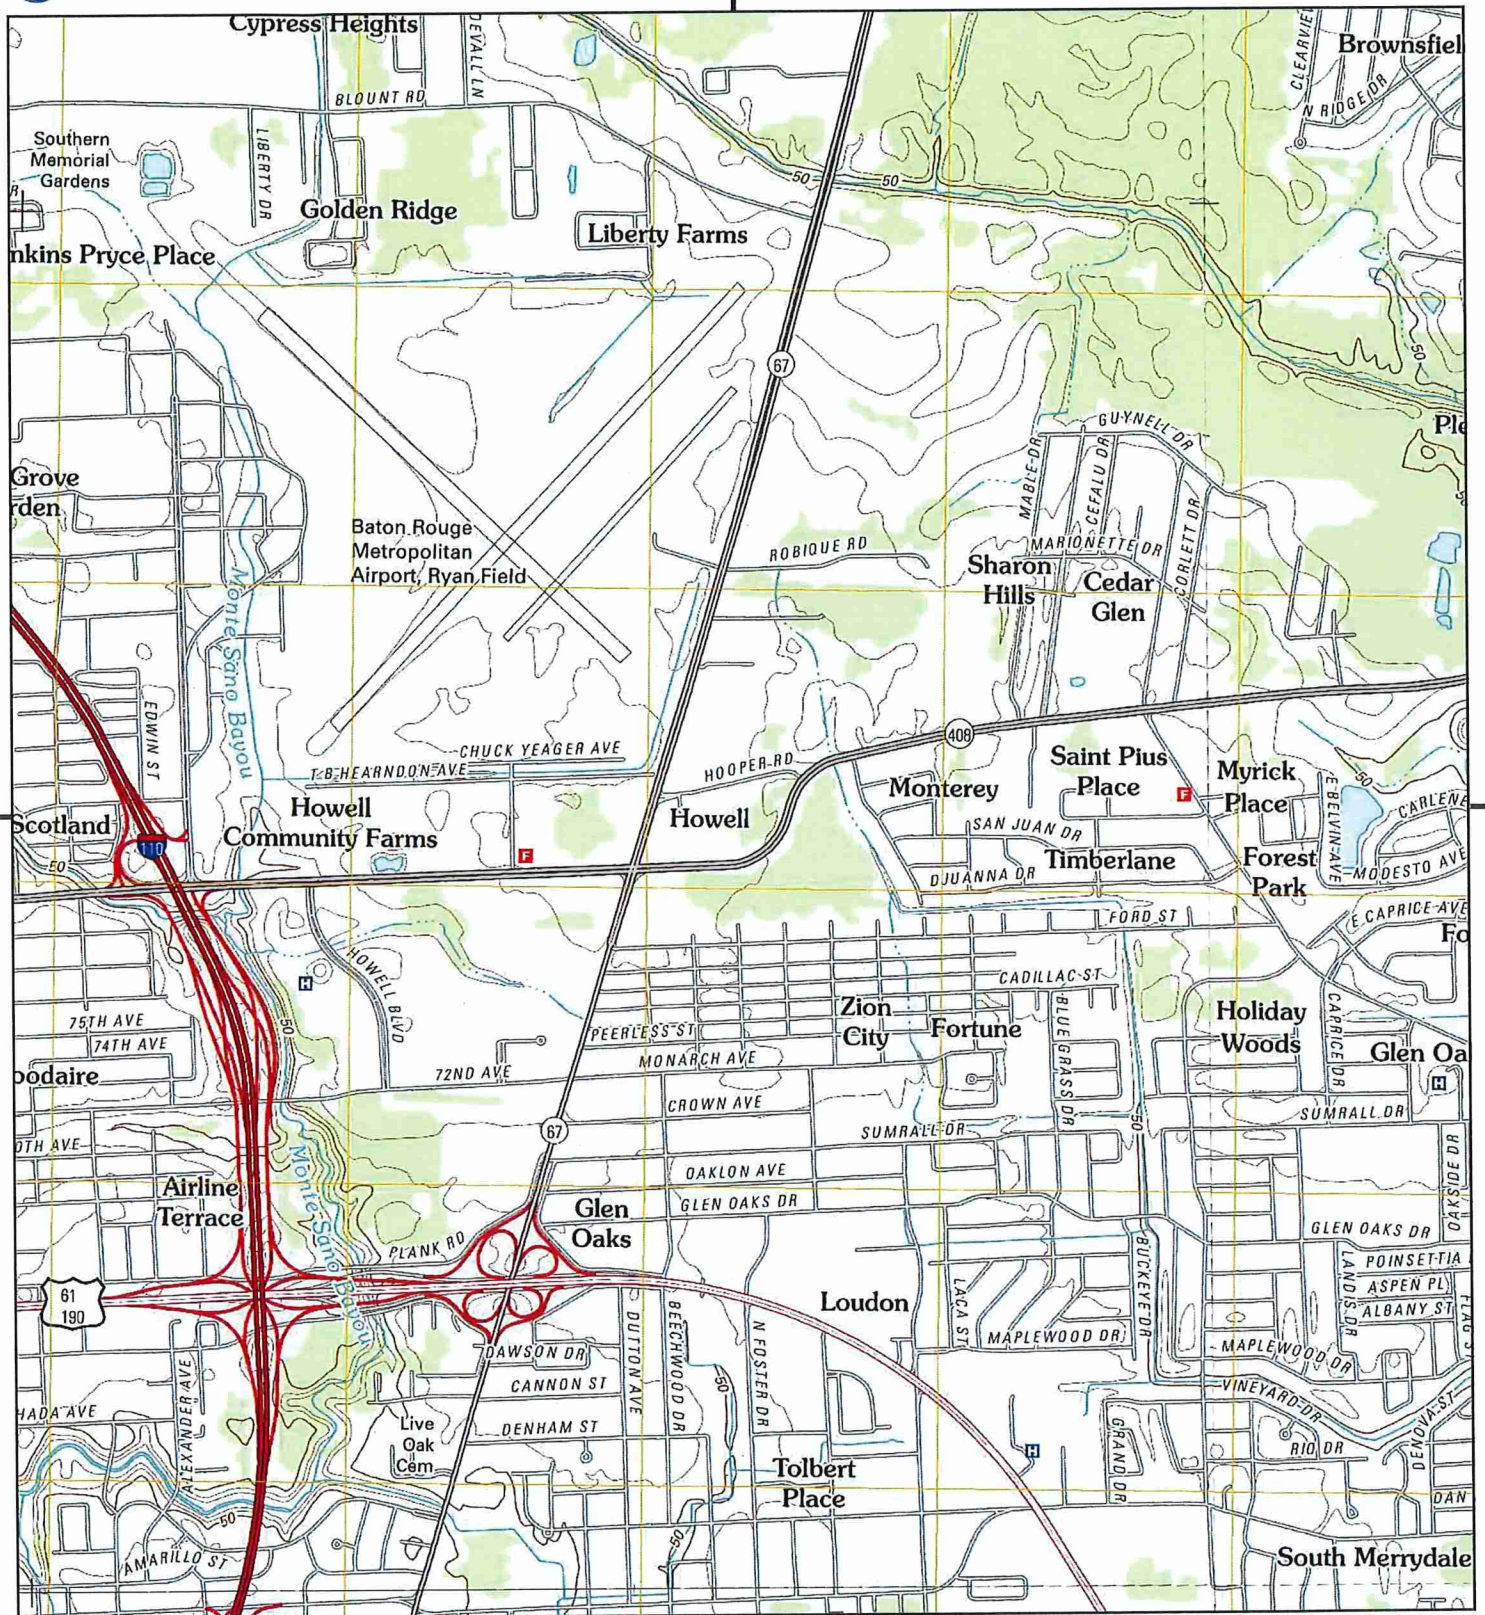 Cypress Heights
DEVALL LN
CLEARVIEW
Brownsfiel
N RIDGE DR
BLOUNT RD
Southern
Memorial
Gardens
LIBERTY DR
50
50
Golden Ridge
Liberty Farms
nkins Pryce Place
67
50
Ple
GUYNELL DR
MABLE DR
CEFALU DR
CORLETT DR
Grove
rden
Baton Rouge
Metropolitan
Airport, Ryan Field
ROBIQUE RD
MARIONETTE DR
Sharon
Hills
Cedar
Glen
Monte Sano Bayou
EDWIN ST
CHUCK YEAGER AVE
T B HEARNDON AVE
HOOPER RD
408
Saint Pius
Place
Monterey
Myrick
Place
F
50
E BELVIN AVE
CARLENE
Howell
Community Farms
Howell
Scotland
110
SAN JUAN DR
F
50
Timberlane
DJUANNA DR
Forest
Park
MODESTO AVE
FORD ST
E CAPRICE AVE
Fo
HOWELL BLVD
H
CADILLAC ST
50
75TH AVE
74TH AVE
PEERLESS ST
Zion
City
Fortune
BLUE GRASS DR
Holiday
Woods
CAPRICE DR
Glen Oa
H
MONARCH AVE
72ND AVE
oodaire
CROWN AVE
SUMRALL DR
67
SUMRALL DR
50
0TH AVE
OAKLON AVE
OAKSIDE DR
Airline
Terrace
Monte Sano Bayou
GLEN OAKS DR
Glen
Oaks
GLEN OAKS DR
PLANK RD
BUCKEYE DR
POINSETTIA
LANDIS DR
ASPEN PL
ALBANY ST
FLAG ST
61
190
Loudon
LACA ST
DUTTON AVE
BEECHWOOD DR
N FOSTER DR
MAPLEWOOD DR
MAPLEWOOD DR
DAWSON DR
CANNON ST
50
VINEYARD DR
ALEXANDER AVE
HADA AVE
Live
Oak
Cem
DENHAM ST
GRAND DR
RIO DR
DENOVA ST
H
Tolbert
Place
DAN
50
50
AMARILLO ST
South Merrydale